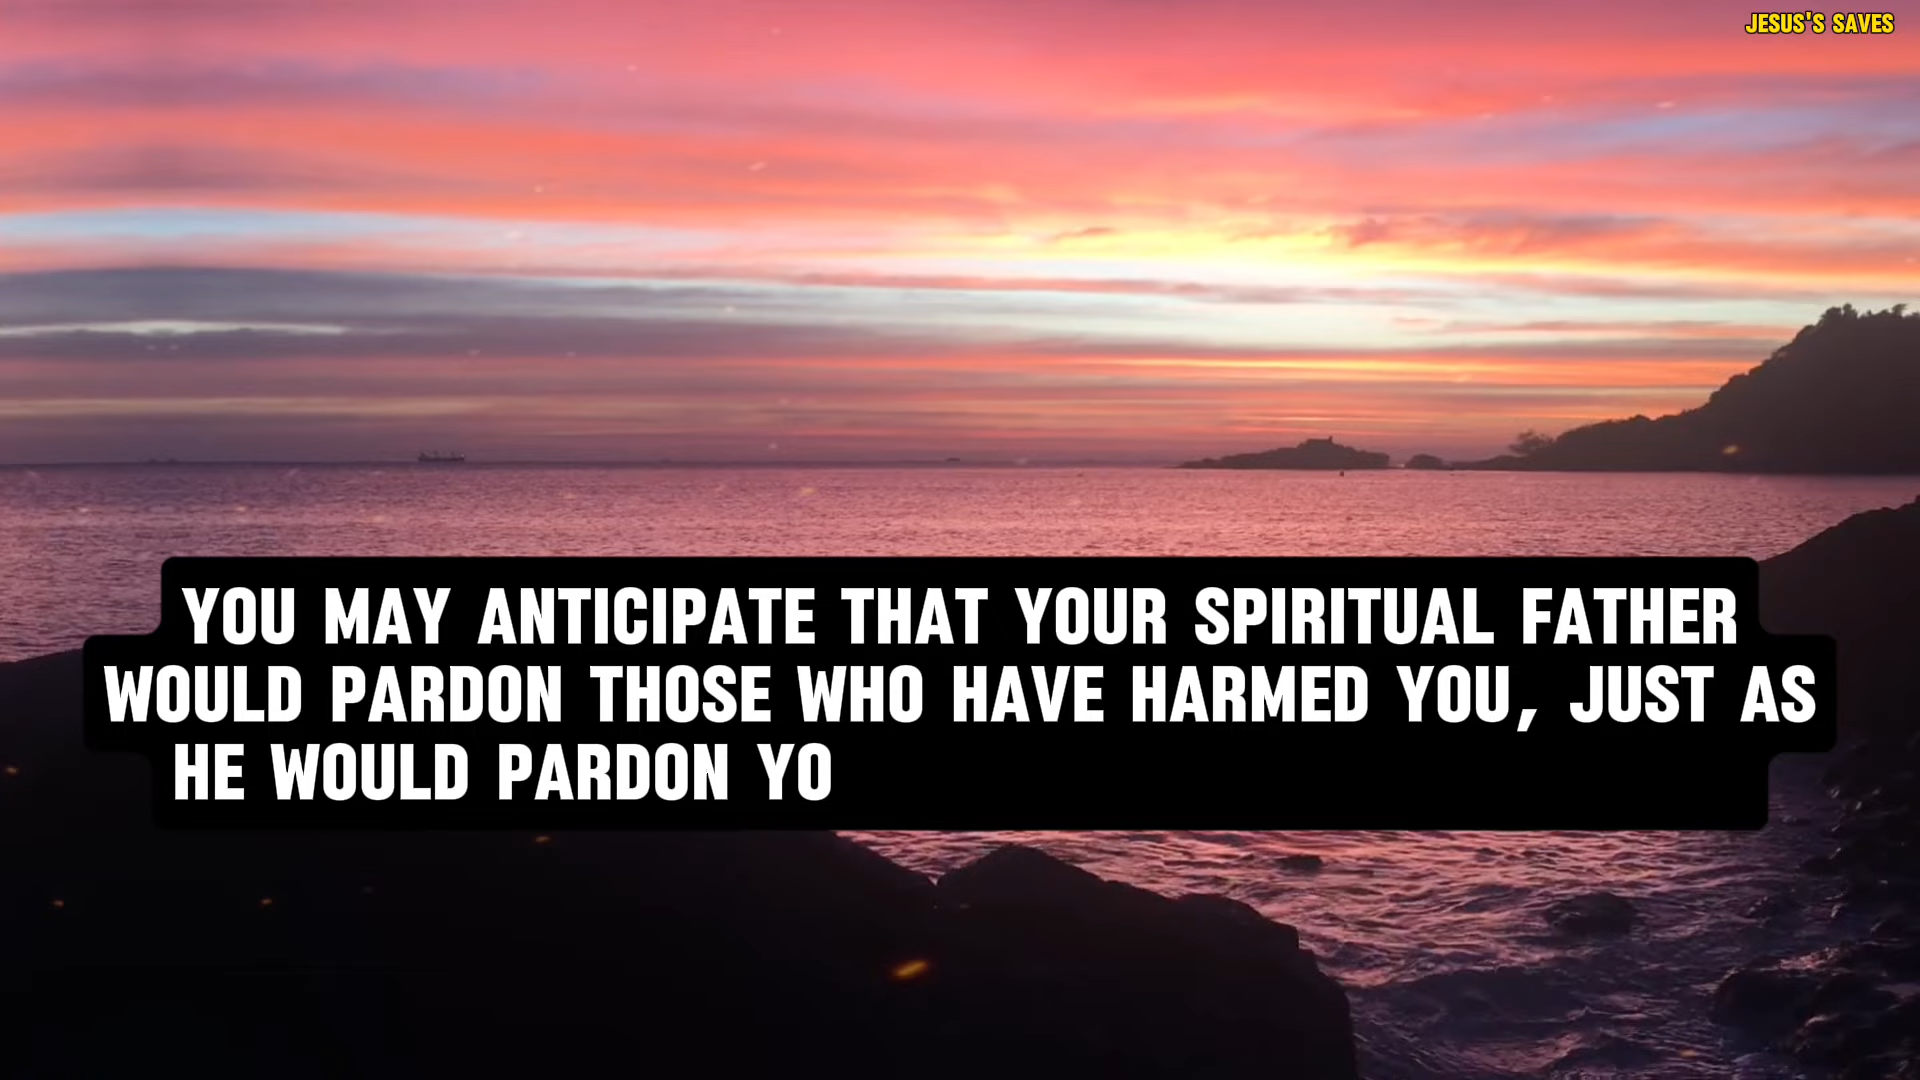 JESUS'S SAVES
YOU MAY ANTICIPATE THAT YOUR SPIRITUAL FATHER
WOULD PARDON THOSE WHO HAVE HARMED YOU, JUST AS
HE WOULD PARDON YO